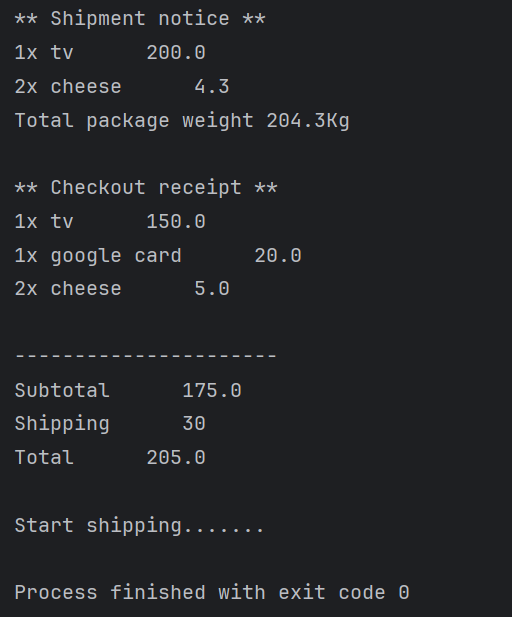 ** Shipment notice **
1x tv      200.0
2x cheese      4.3
Total package weight 204.3Kg

** Checkout receipt **
1x tv      150.0
1x google card      20.0
2x cheese      5.0

----------------------
Subtotal      175.0
Shipping      30
Total      205.0

Start shipping.......

Process finished with exit code 0